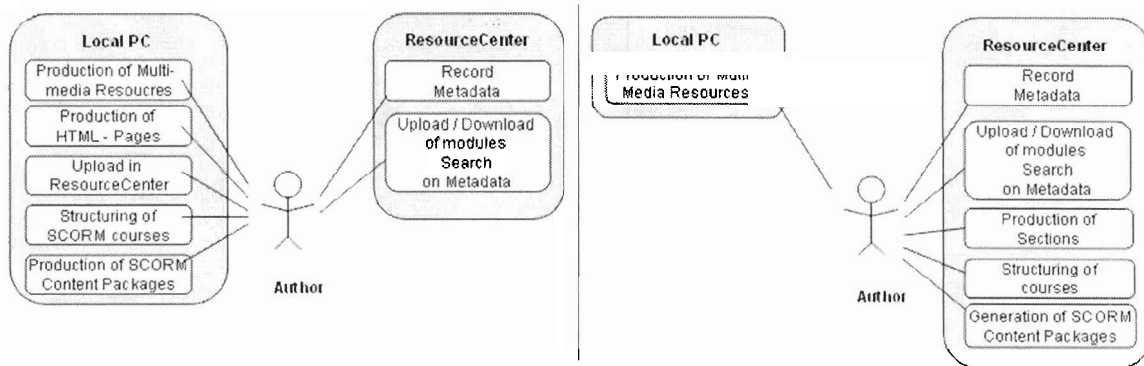 Local PC
Production of Multi-
media Resoucres
Production of
HTML - Pages
Upload in
ResourceCenter
Structuring of
SCORM courses
Production of SCORM
Content Packages
Author
ResourceCenter
Record
Metadata
Upload / Download
of modules
Search
on Metadata
Local PC
Production of Multi
Media Resources
Author
ResourceCenter
Record
Metadata
Upload / Download
of modules
Search
on Metadata
Production of
Sections
Structuring of
courses
Generation of SCORM
Content Packages